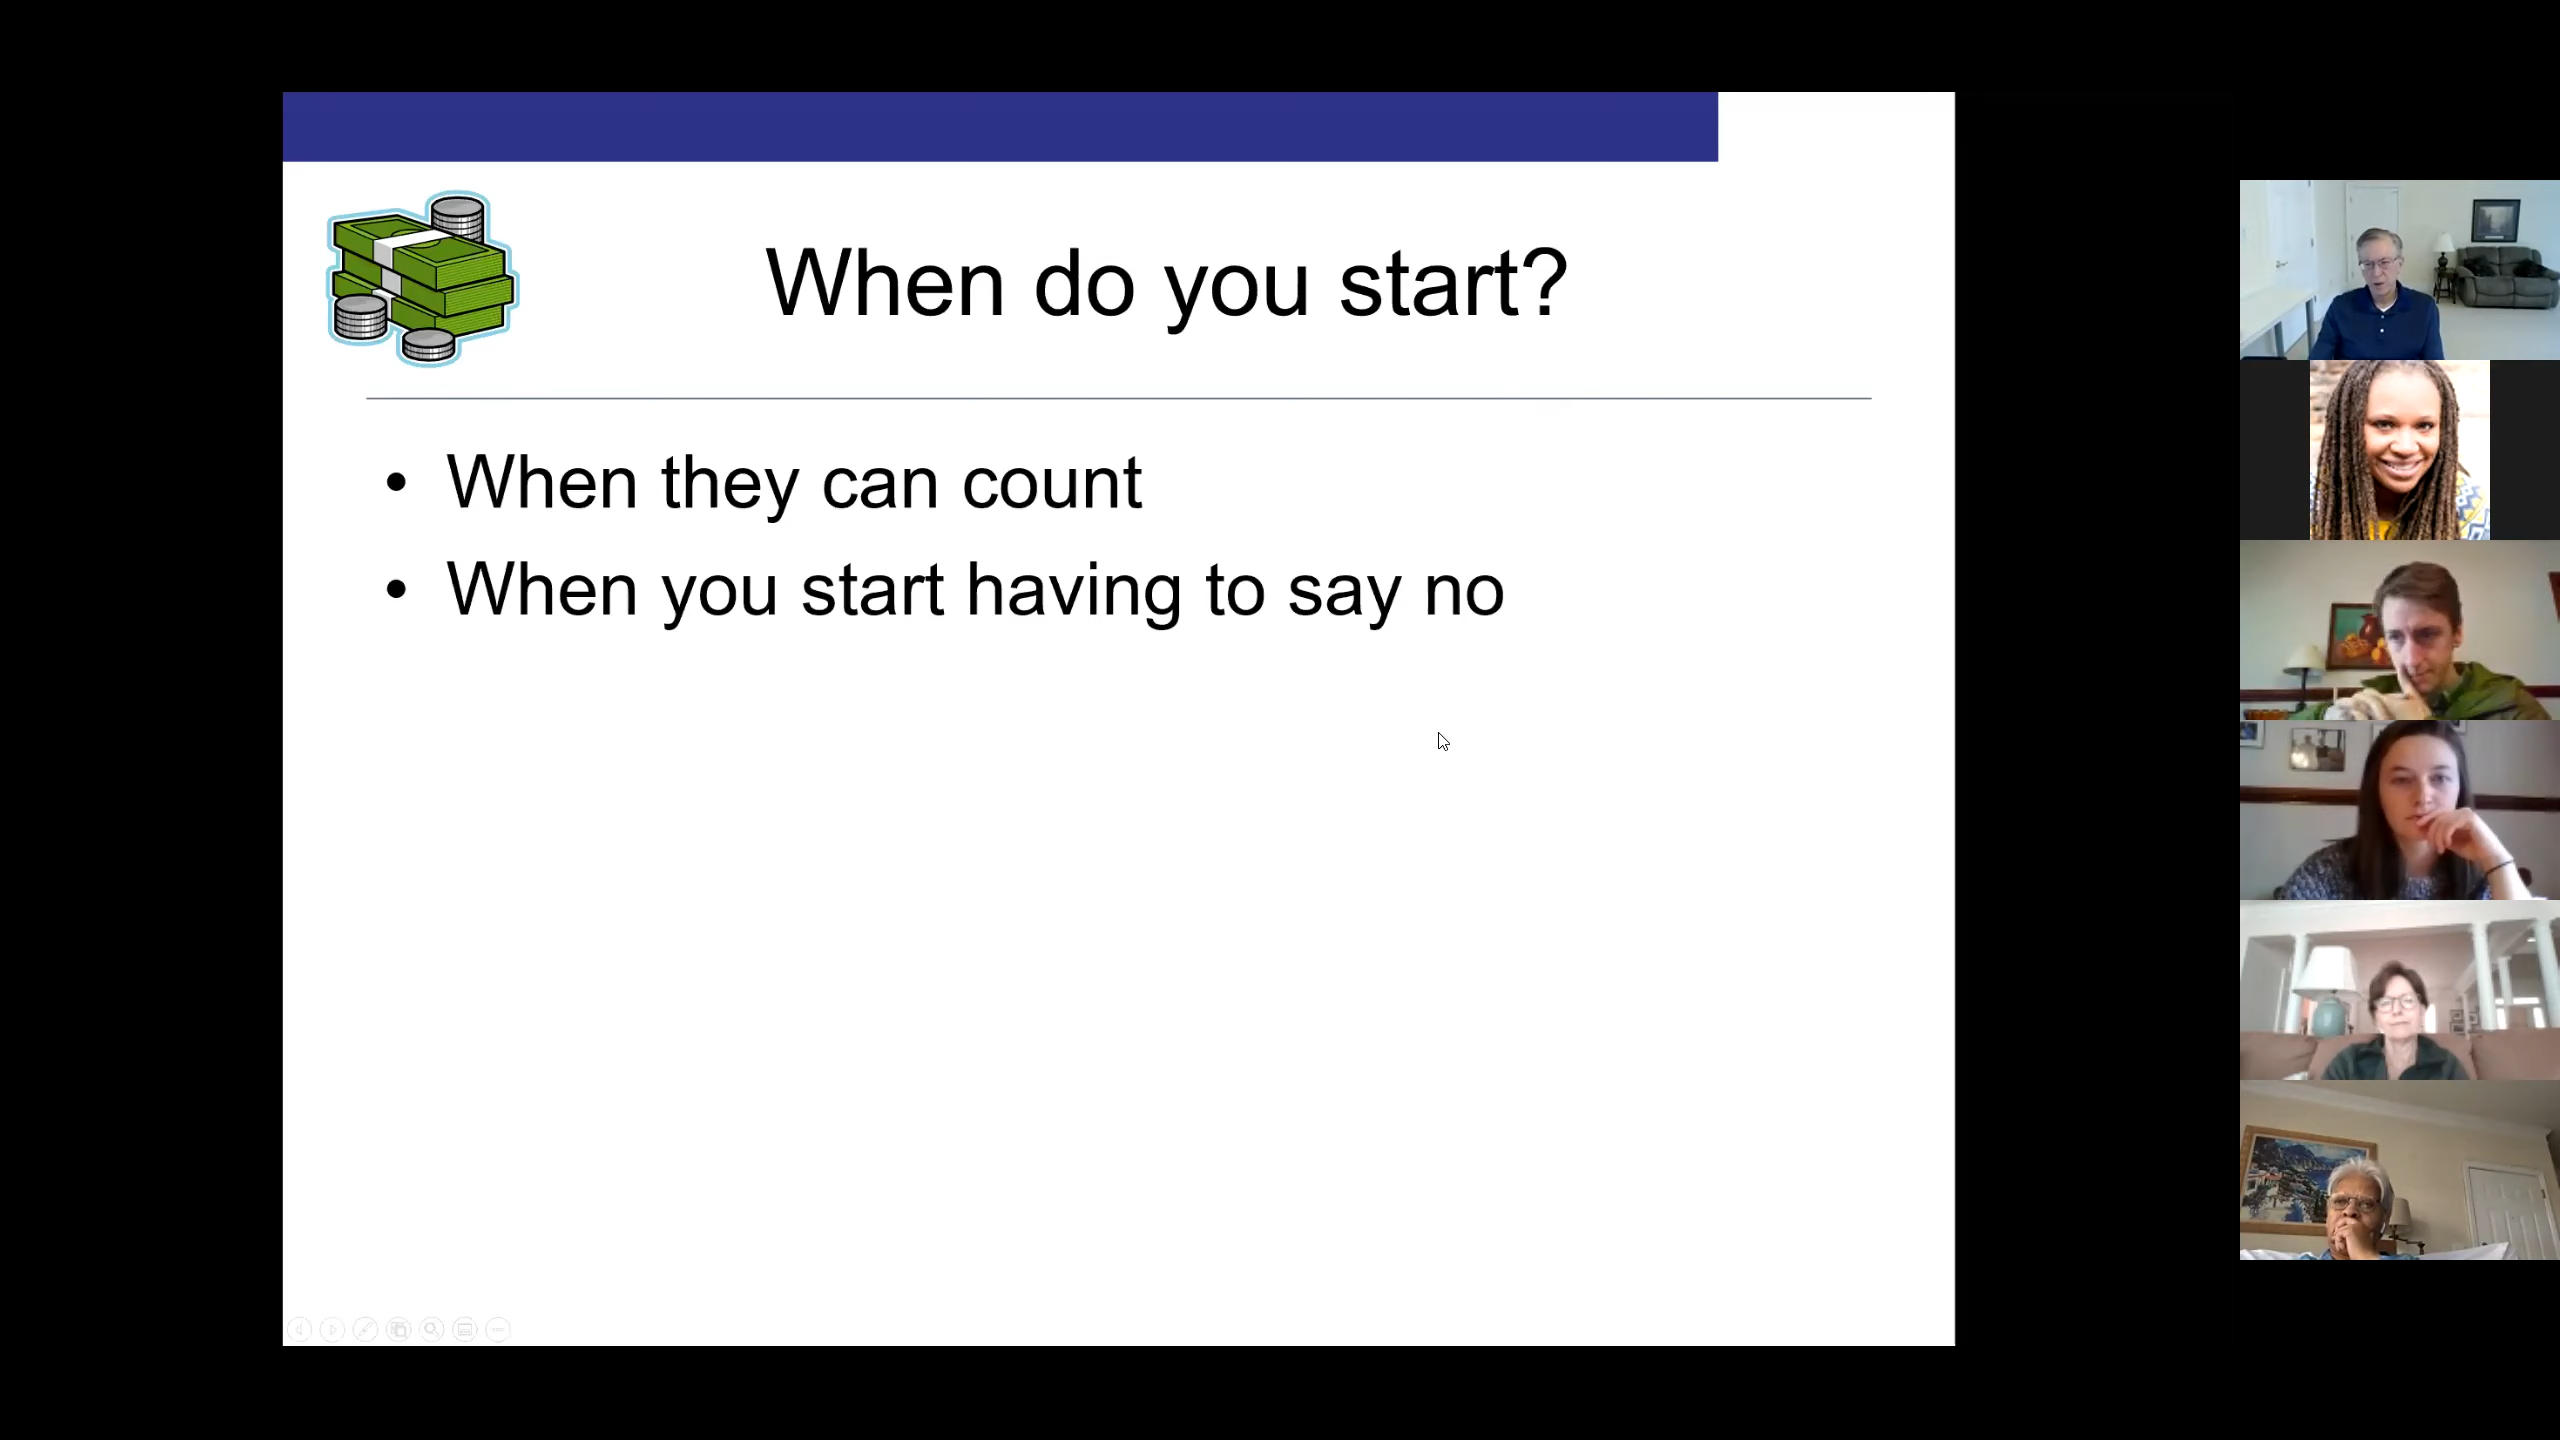 When do you start?
• When they can count
• When you start having to say no